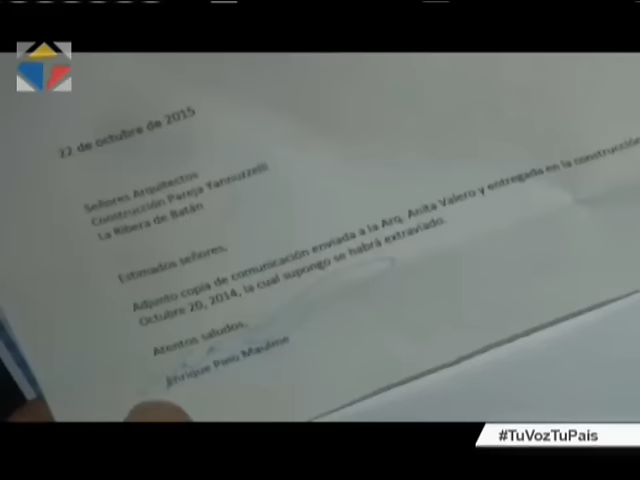 22 de octubre de 2015
Señores Arquitectos
Construcción Pareja Yannuzzelli
La Ribera de Batán
Estimados señores,
Adjunto copia de comunicación enviada a la Arq. Anita Valero y entregada en la construcción
Octubre 20, 2014, la cual supongo se habrá extraviado.
Atentos saludos,
Enrique Pino
#TuVozTuPais